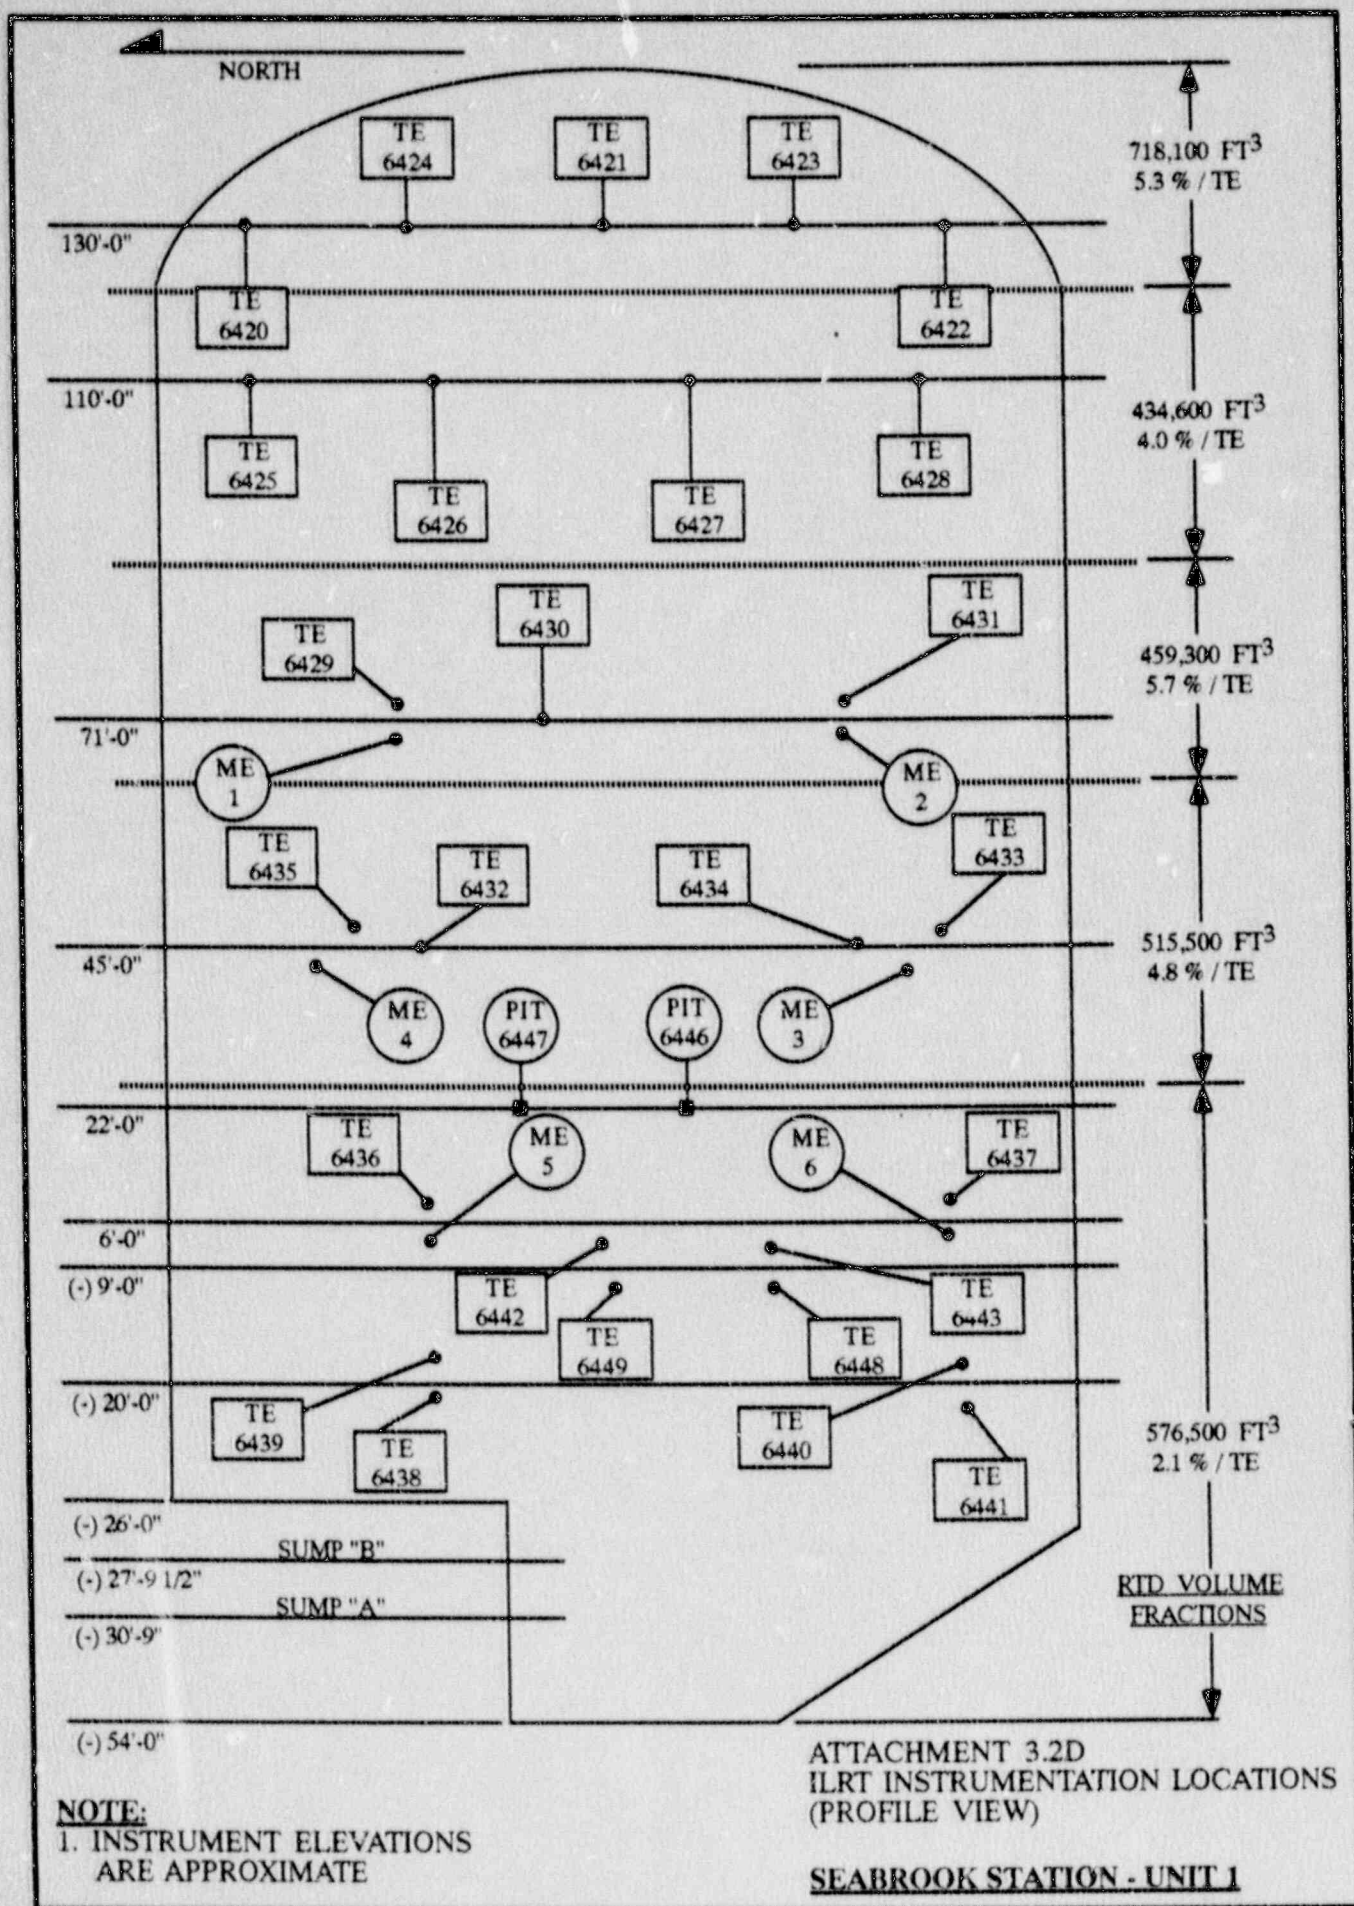 NORTH
TE
6424
TE
6421
TE
6423
718,100 FT3
5.3 % / TE
130'-0"
TE
6420
TE
6422
110'-0"
434,600 FT3
4.0 % / TE
TE
6425
TE
6426
TE
6427
TE
6428
TE
6429
TE
6430
TE
6431
459,300 FT3
5.7 % / TE
71'-0"
ME
1
ME
2
TE
6435
TE
6432
TE
6434
TE
6433
45'-0"
515,500 FT3
4.8 % / TE
ME
4
PIT
6447
PIT
6446
ME
3
22'-0"
TE
6436
ME
5
ME
6
TE
6437
6'-0"
(-) 9'-0"
TE
6442
TE
6449
TE
6448
TE
6443
(-) 20'-0"
TE
6439
TE
6438
TE
6440
TE
6441
576,500 FT3
2.1 % / TE
(-) 26'-0"
SUMP "B"
(-) 27'-9 1/2"
SUMP "A"
(-) 30'-9"
RTD VOLUME
FRACTIONS
(-) 54'-0"
ATTACHMENT 3.2D
ILRT INSTRUMENTATION LOCATIONS
(PROFILE VIEW)
NOTE:
1. INSTRUMENT ELEVATIONS
ARE APPROXIMATE
SEABROOK STATION - UNIT 1